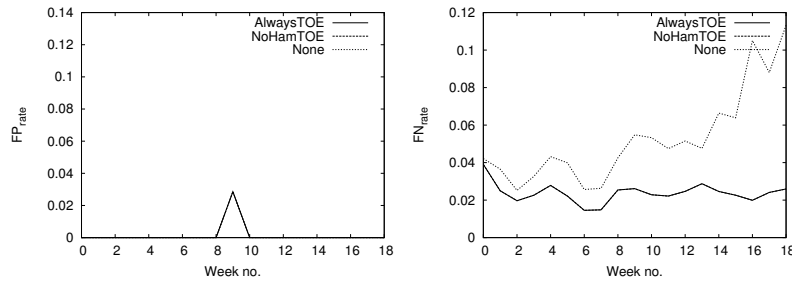 0.14
0.12
0.1
0.08
0.06
0.04
0.02
0
FPrate
AlwaysTOE
NoHamTOE
None
0 2 4 6 8 10 12 14 16 18
Week no.
0.12
0.1
0.08
0.06
0.04
0.02
0
FNrate
AlwaysTOE
NoHamTOE
None
0 2 4 6 8 10 12 14 16 18
Week no.